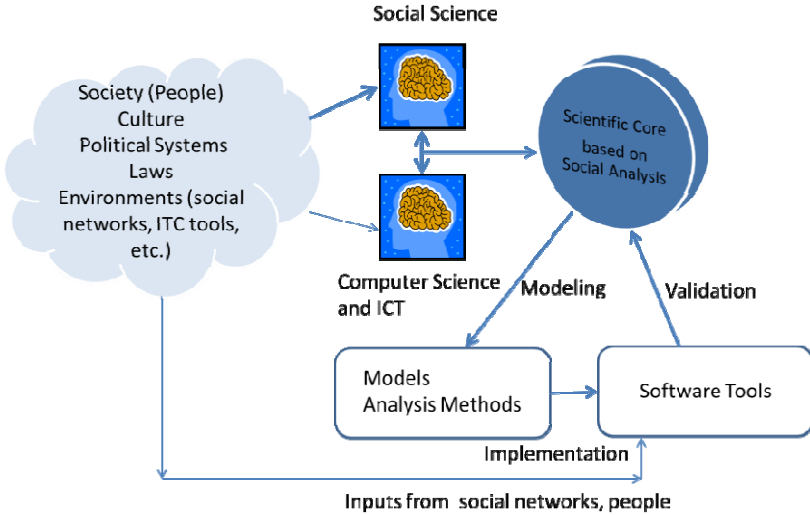 Social Science
Society (People)
Culture
Political Systems
Laws
Environments (social
networks, ITC tools,
etc.)
Scientific Core
based on
Social Analysis
Computer Science
and ICT
Modeling
Validation
Models
Analysis Methods
Software Tools
Implementation
Inputs from social networks, people